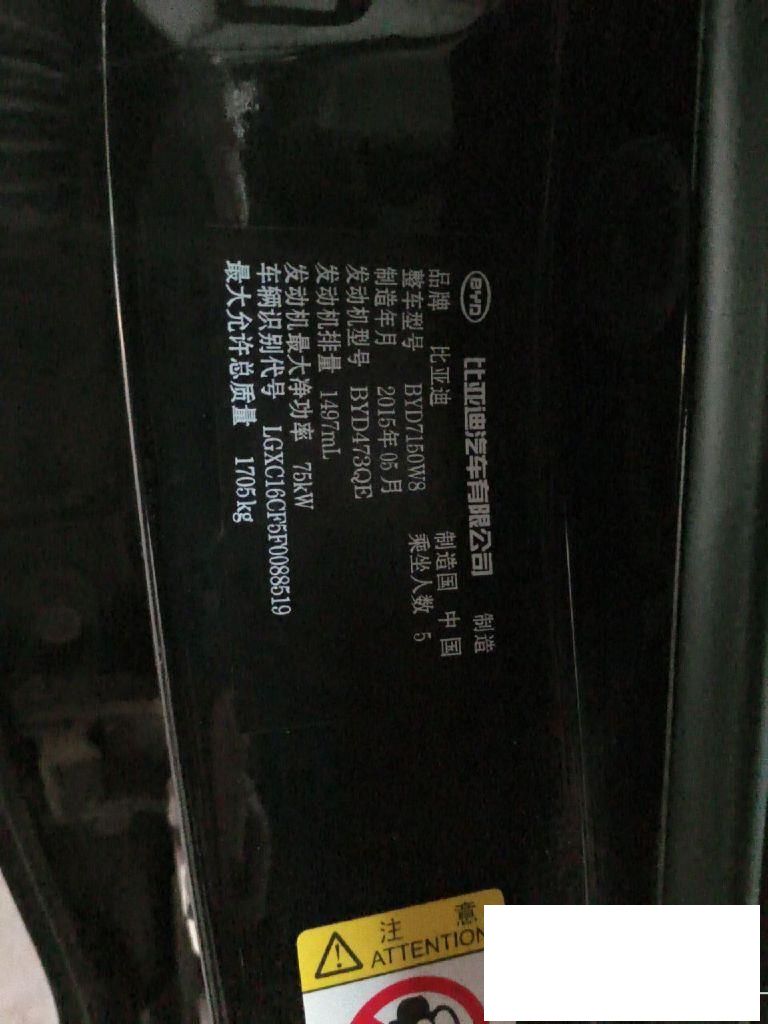 BYD 比亚迪汽车有限公司 制造
品牌 比亚迪 制造国 中国
整车型号 BYD7150W8 乘坐人数 5
制造年月 2015年05月
发动机型号 BYD473QE
发动机排量 1497mL
发动机最大净功率 75kW
车辆识别代号 LGXC16CF5F0088519
最大允许总质量 1705kg
注 意
ATTENTION